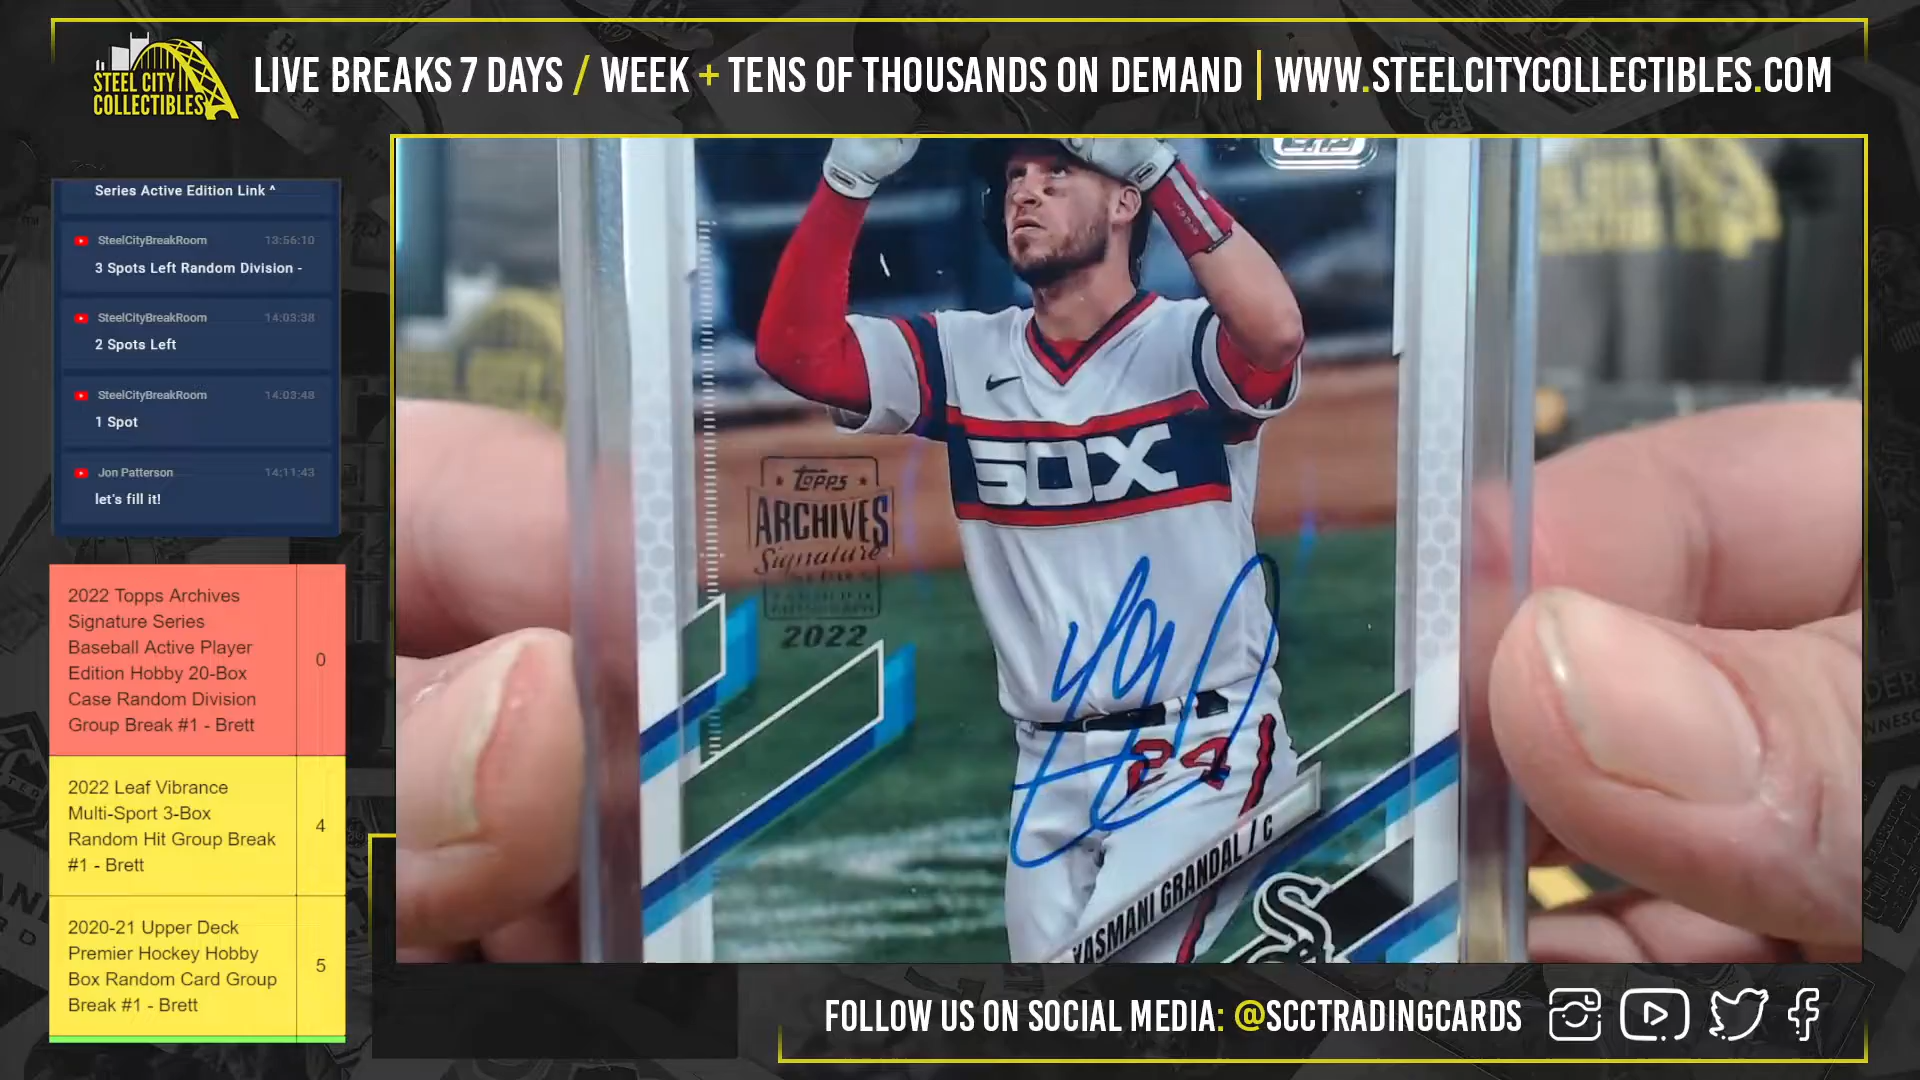 STEEL CITY
COLLECTIBLES
LIVE BREAKS 7 DAYS / WEEK + TENS OF THOUSANDS ON DEMAND | WWW.STEELCITYCOLLECTIBLES.COM
Series Active Edition Link ^
SteelCityBreakRoom 13:56:10
3 Spots Left Random Division -
SteelCityBreakRoom 14:03:38
2 Spots Left
SteelCityBreakRoom 14:03:48
1 Spot
Jon Patterson 14:11:43
let's fill it!
2022 Topps Archives
Signature Series
Baseball Active Player
Edition Hobby 20-Box
Case Random Division
Group Break #1 - Brett
0
2022 Leaf Vibrance
Multi-Sport 3-Box
Random Hit Group Break
#1 - Brett
4
2020-21 Upper Deck
Premier Hockey Hobby
Box Random Card Group
Break #1 - Brett
5
SOX
Topps
ARCHIVES
Signature
2022
24
YASMANI GRANDAL / C
FOLLOW US ON SOCIAL MEDIA: @SCCTRADINGCARDS